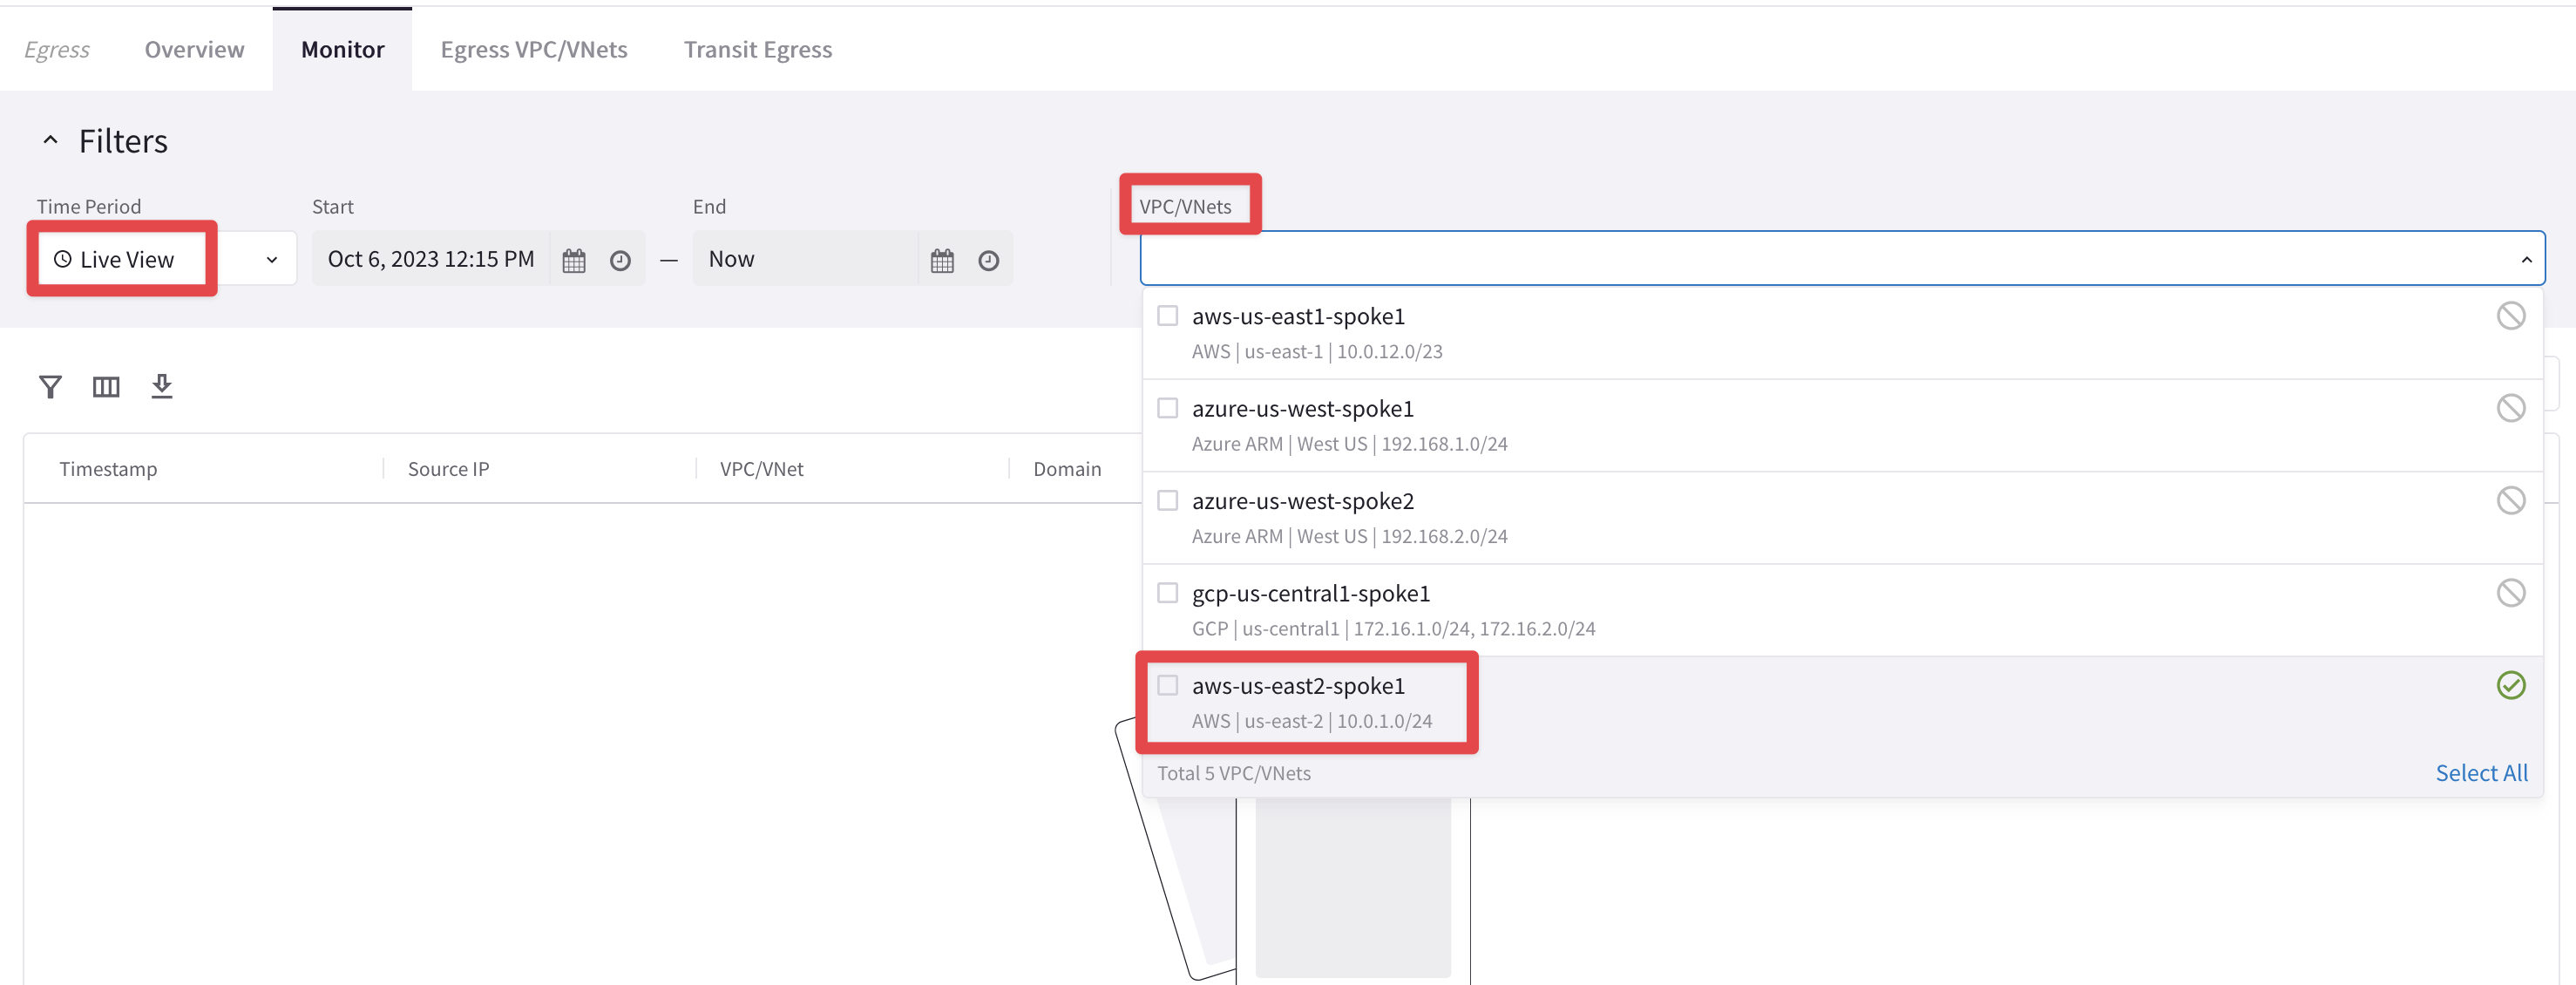 Egress Overview Monitor Egress VPC/VNets Transit Egress
Filters
Time Period Start End VPC/VNets
Live View Oct 6, 2023 12:15 PM — Now
aws-us-east1-spoke1
AWS | us-east-1 | 10.0.12.0/23
azure-us-west-spoke1
Azure ARM | West US | 192.168.1.0/24
Timestamp Source IP VPC/VNet Domain
azure-us-west-spoke2
Azure ARM | West US | 192.168.2.0/24
gcp-us-central1-spoke1
GCP | us-central1 | 172.16.1.0/24, 172.16.2.0/24
aws-us-east2-spoke1
AWS | us-east-2 | 10.0.1.0/24
Total 5 VPC/VNets Select All